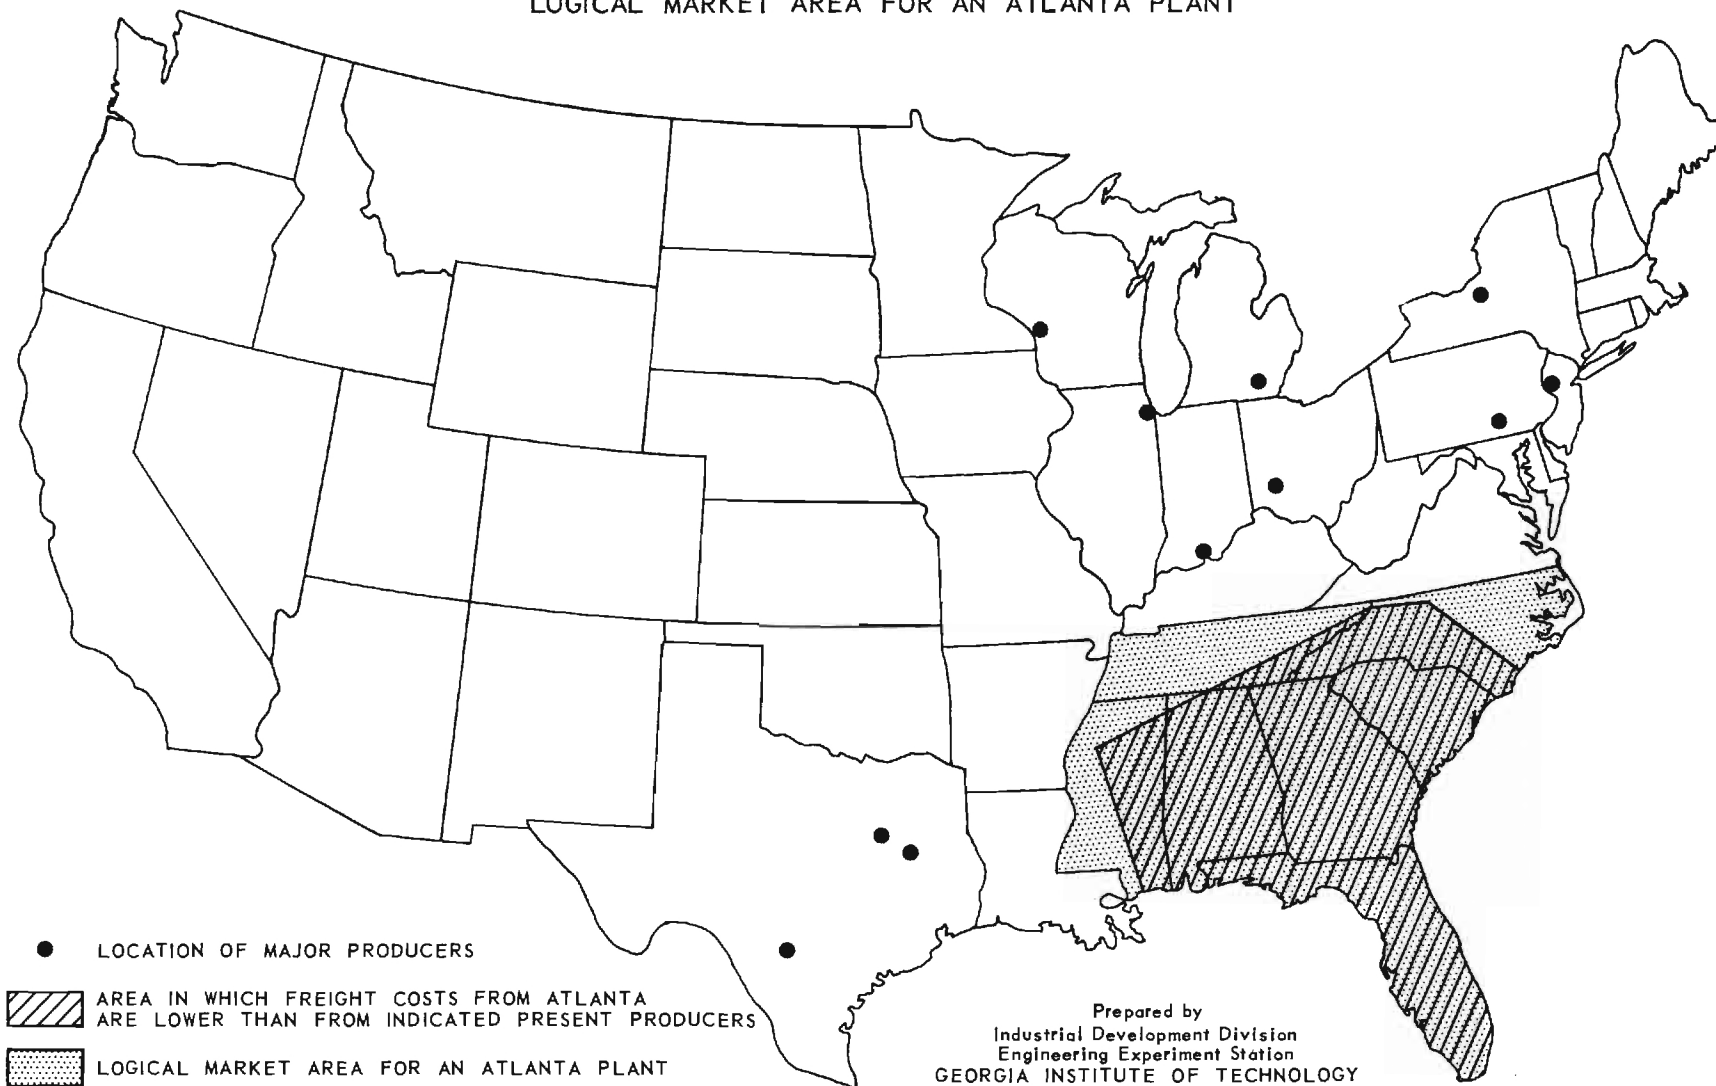 LOGICAL MARKET AREA FOR AN ATLANTA PLANT
LOCATION OF MAJOR PRODUCERS
AREA IN WHICH FREIGHT COSTS FROM ATLANTA
ARE LOWER THAN FROM INDICATED PRESENT PRODUCERS
LOGICAL MARKET AREA FOR AN ATLANTA PLANT
Prepared by
Industrial Development Division
Engineering Experiment Station
GEORGIA INSTITUTE OF TECHNOLOGY